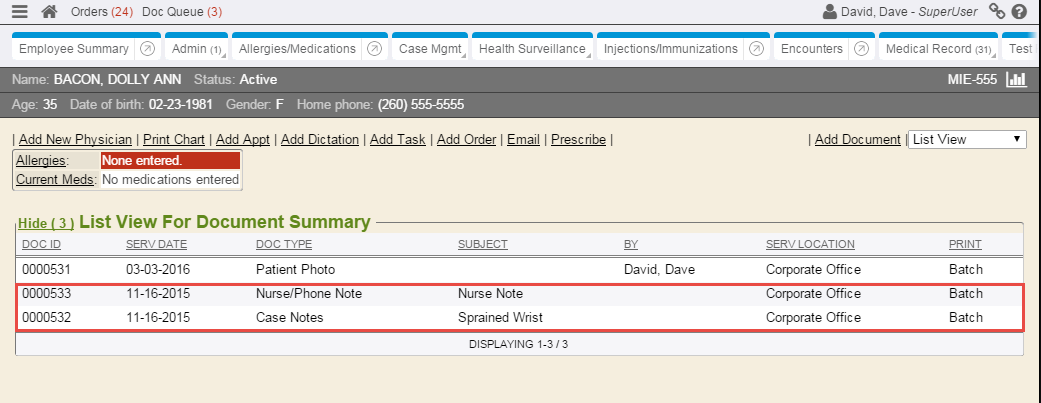 Orders (24) Doc Queue (3) David, Dave - SuperUser
Employee Summary Admin (1) Allergies/Medications Case Mgmt Health Surveillance Injections/Immunizations Encounters Medical Record (31) Test
Name: BACON, DOLLY ANN Status: Active MIE-555
Age: 35 Date of birth: 02-23-1981 Gender: F Home phone: (260) 555-5555
| Add New Physician | Print Chart | Add Appt | Add Dictation | Add Task | Add Order | Email | Prescribe | | Add Document | List View
Allergies: None entered.
Current Meds: No medications entered
Hide ( 3 ) List View For Document Summary
DOC ID SERV DATE DOC TYPE SUBJECT BY SERV LOCATION PRINT
0000531 03-03-2016 Patient Photo David, Dave Corporate Office Batch
0000533 11-16-2015 Nurse/Phone Note Nurse Note Corporate Office Batch
0000532 11-16-2015 Case Notes Sprained Wrist Corporate Office Batch
DISPLAYING 1-3 / 3